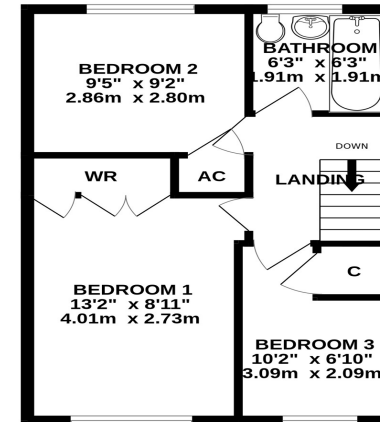 BEDROOM 2
9'5" x 9'2"
2.86m x 2.80m
BATHROOM
6'3" x 6'3"
1.91m x 1.91m
DOWN
WR
AC
LANDING
C
BEDROOM 1
13'2" x 8'11"
4.01m x 2.73m
BEDROOM 3
10'2" x 6'10"
3.09m x 2.09m